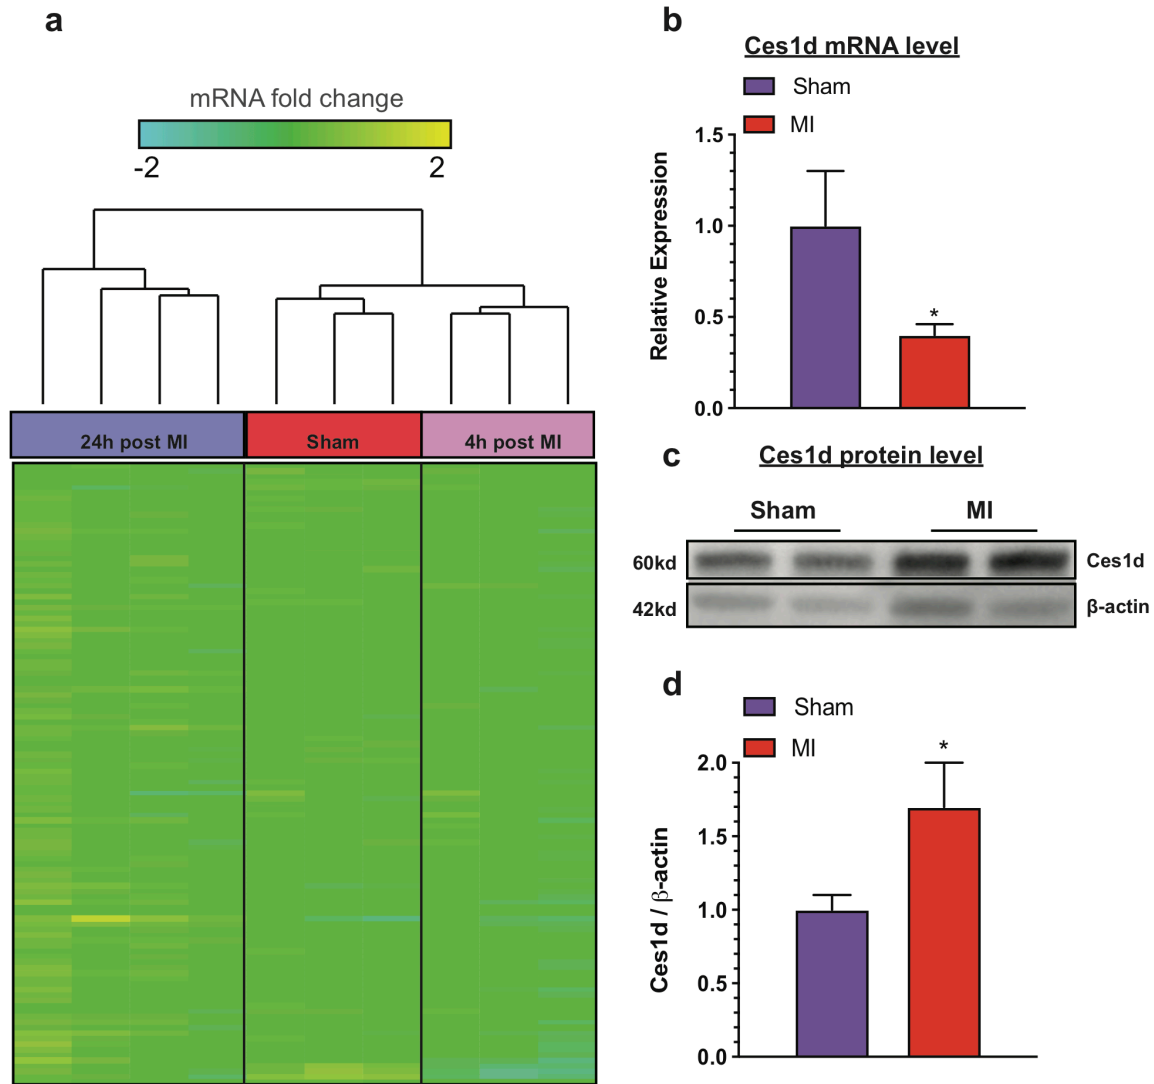 a
mRNA fold change
-2
2
24h post MI
Sham
4h post MI
b
Ces1d mRNA level
Sham
MI
Relative Expression
1.5
1.0
0.5
0.0
*
c
Ces1d protein level
Sham
MI
60kd
Ces1d
42kd
β-actin
d
Sham
MI
Ces1d / β-actin
2.0
1.5
1.0
0.5
0.0
*